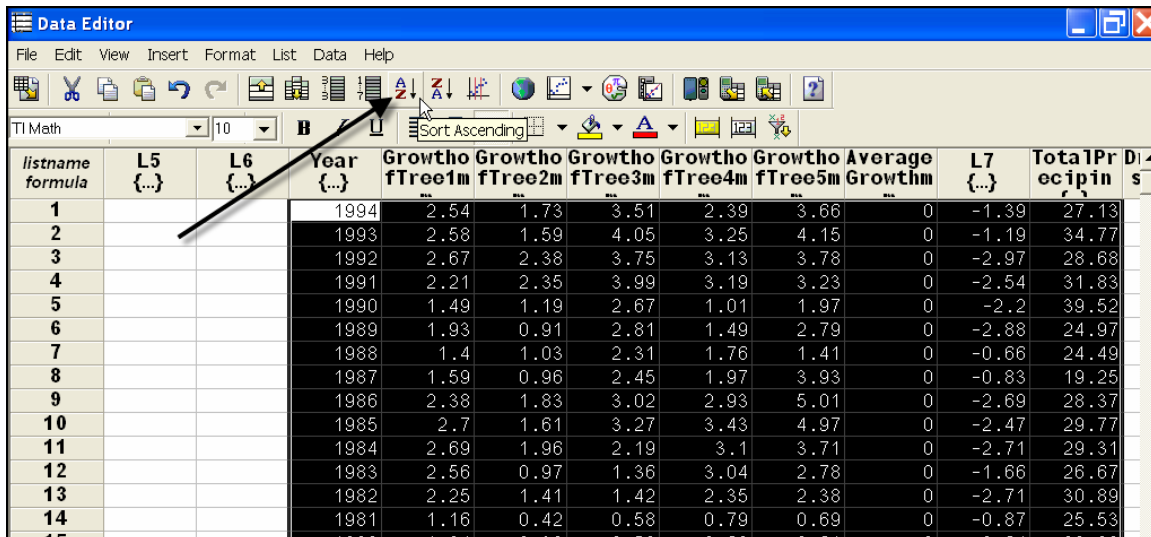 Data Editor
File Edit View Insert Format List Data Help
TI Math 10 B I U
Sort Ascending
listname L5 L6 Year Growtho Growtho Growtho Growtho Growtho Average L7 TotalPr
formula {...} {...} {...} fTree1m fTree2m fTree3m fTree4m fTree5m Growthm {...} ecipin
1 1994 2.54 1.73 3.51 2.39 3.66 0 -1.39 27.13
2 1993 2.58 1.59 4.05 3.25 4.15 0 -1.19 34.77
3 1992 2.67 2.38 3.75 3.13 3.78 0 -2.97 28.68
4 1991 2.21 2.35 3.99 3.19 3.23 0 -2.54 31.83
5 1990 1.49 1.19 2.67 1.01 1.97 0 -2.2 39.52
6 1989 1.93 0.91 2.81 1.49 2.79 0 -2.88 24.97
7 1988 1.4 1.03 2.31 1.76 1.41 0 -0.66 24.49
8 1987 1.59 0.96 2.45 1.97 3.93 0 -0.83 19.25
9 1986 2.38 1.83 3.02 2.93 5.01 0 -2.69 28.37
10 1985 2.7 1.61 3.27 3.43 4.97 0 -2.47 29.77
11 1984 2.69 1.96 2.19 3.1 3.71 0 -2.71 29.31
12 1983 2.56 0.97 1.36 3.04 2.78 0 -1.66 26.67
13 1982 2.25 1.41 1.42 2.35 2.38 0 -2.71 30.89
14 1981 1.16 0.42 0.58 0.79 0.69 0 -0.87 25.53